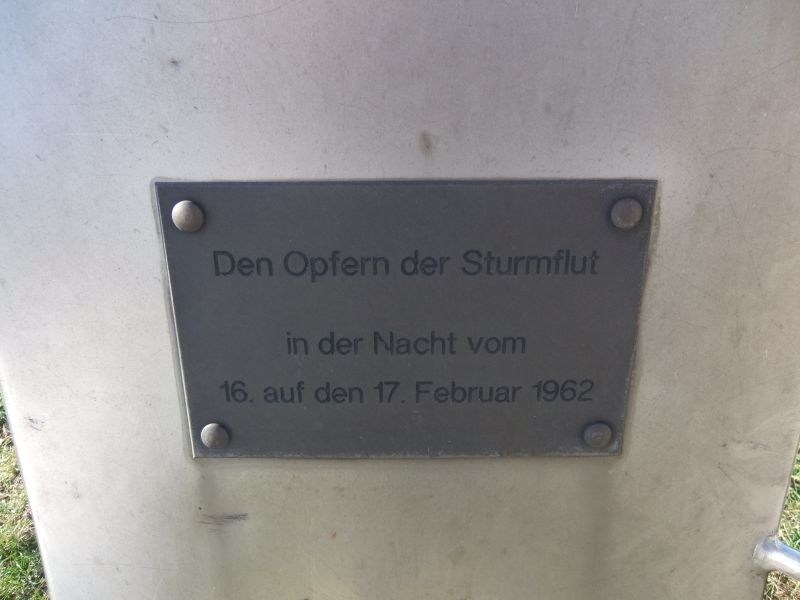 Den Opfern der Sturmflut
in der Nacht vom
16. auf den 17. Februar 1962